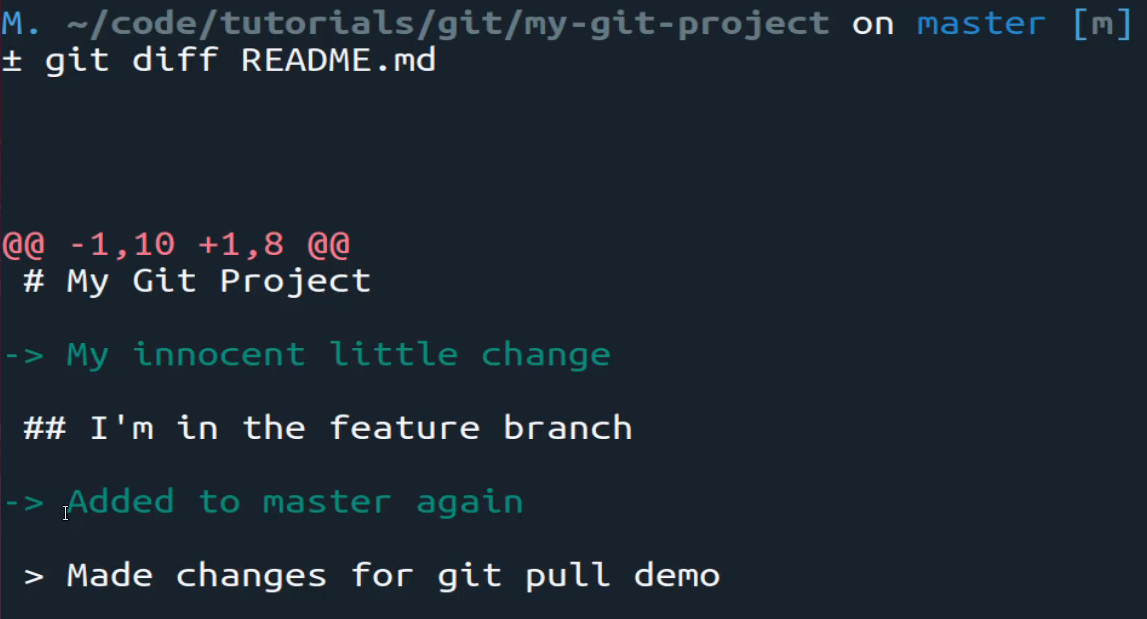 M. ~/code/tutorials/git/my-git-project on master [m]
± git diff README.md
@@ -1,10 +1,8 @@
# My Git Project
-> My innocent little change
## I'm in the feature branch
-> Added to master again
> Made changes for git pull demo